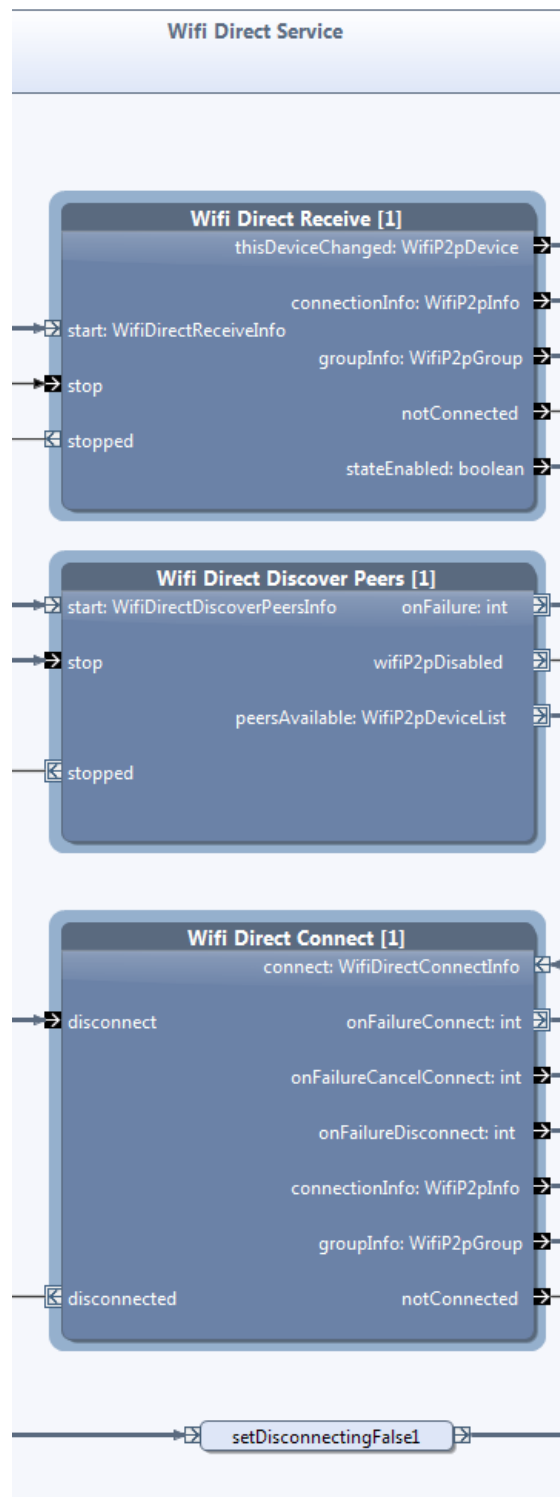 Wifi Direct Service
Wifi Direct Receive [1]
thisDeviceChanged: WifiP2pDevice
connectionInfo: WifiP2pInfo
start: WifiDirectReceiveInfo
groupInfo: WifiP2pGroup
stop
notConnected
stopped
stateEnabled: boolean
Wifi Direct Discover Peers [1]
start: WifiDirectDiscoverPeersInfo onFailure: int
stop wifiP2pDisabled
peersAvailable: WifiP2pDeviceList
stopped
Wifi Direct Connect [1]
connect: WifiDirectConnectInfo
disconnect onFailureConnect: int
onFailureCancelConnect: int
onFailureDisconnect: int
connectionInfo: WifiP2pInfo
groupInfo: WifiP2pGroup
disconnected notConnected
setDisconnectingFalse1